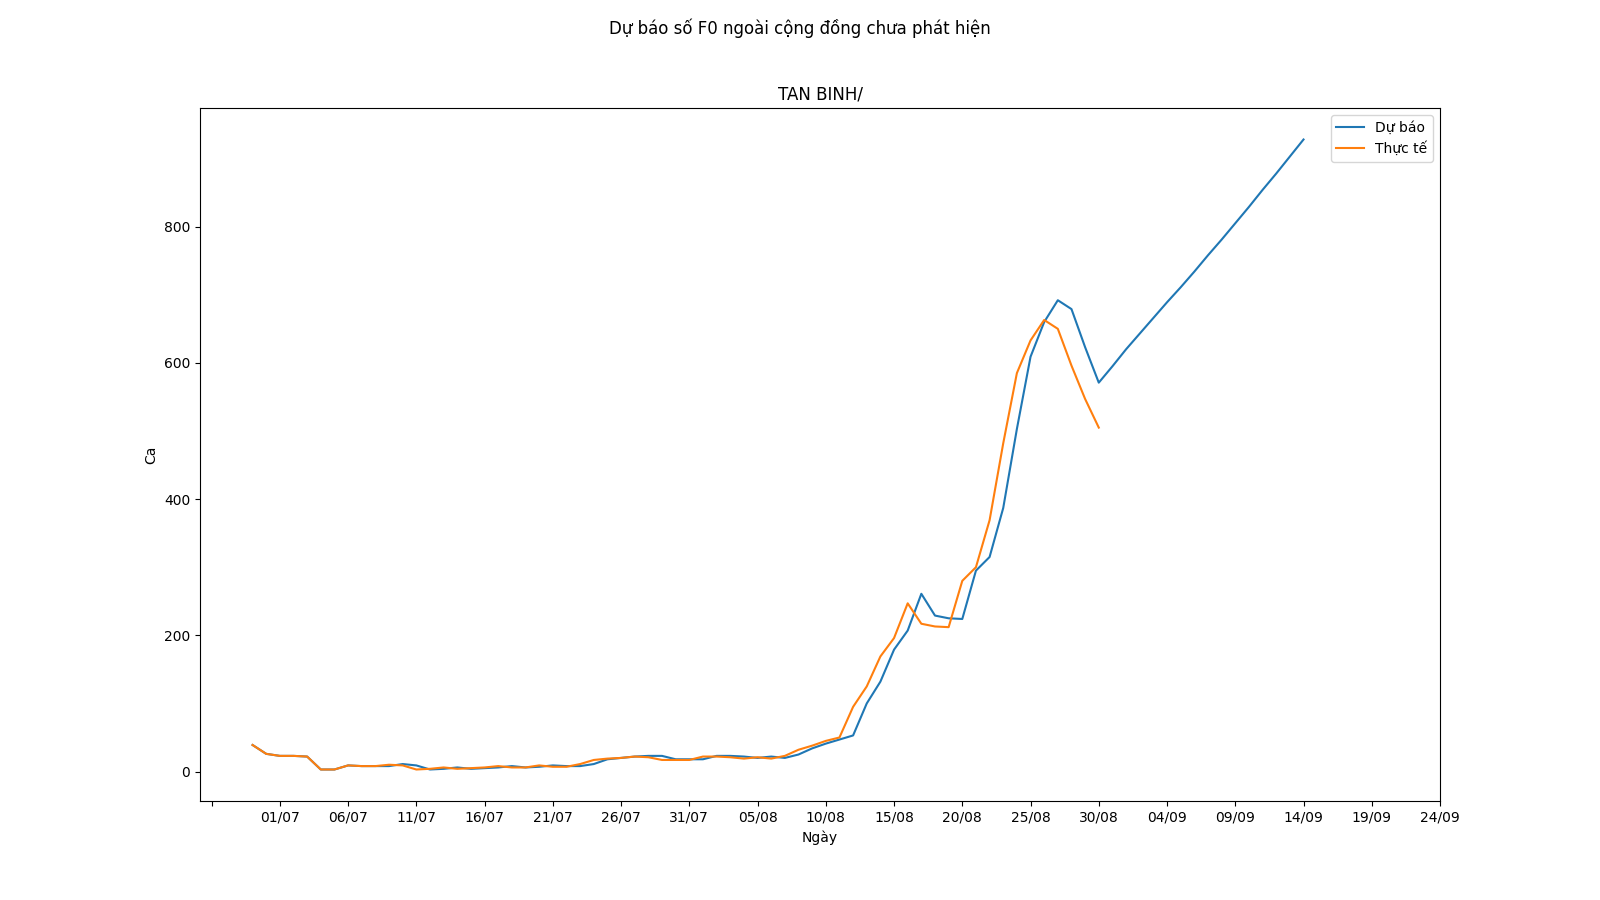 Dự báo số F0 ngoài cộng đồng chưa phát hiện
TAN BINH/
Dự báo
Thực tế
800
600
400
200
0
Ca
01/07 06/07 11/07 16/07 21/07 26/07 31/07 05/08 10/08 15/08 20/08 25/08 30/08 04/09 09/09 14/09 19/09 24/09
Ngày